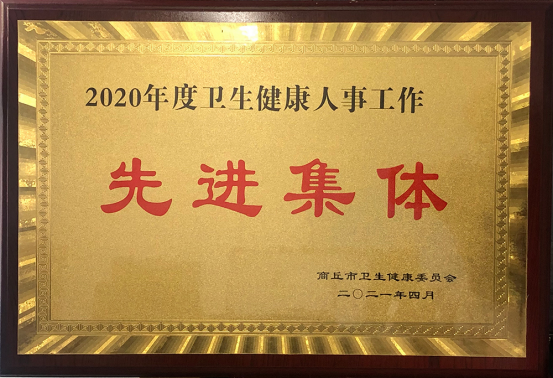 2020年度卫生健康人事工作
先进集体
商丘市卫生健康委员会
二〇二一年四月